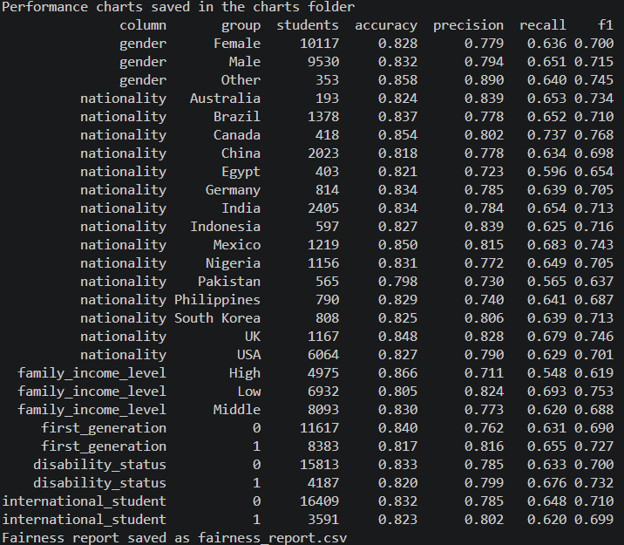 Performance charts saved in the charts folder
column group students accuracy precision recall f1
gender Female 10117 0.828 0.779 0.636 0.700
gender Male 9530 0.832 0.794 0.651 0.715
gender Other 353 0.858 0.890 0.640 0.745
nationality Australia 193 0.824 0.839 0.653 0.734
nationality Brazil 1378 0.837 0.778 0.652 0.710
nationality Canada 418 0.854 0.802 0.737 0.768
nationality China 2023 0.818 0.778 0.634 0.698
nationality Egypt 403 0.821 0.723 0.596 0.654
nationality Germany 814 0.834 0.785 0.639 0.705
nationality India 2405 0.834 0.784 0.654 0.713
nationality Indonesia 597 0.827 0.839 0.625 0.716
nationality Mexico 1219 0.850 0.815 0.683 0.743
nationality Nigeria 1156 0.831 0.772 0.649 0.705
nationality Pakistan 565 0.798 0.730 0.565 0.637
nationality Philippines 790 0.829 0.740 0.641 0.687
nationality South Korea 808 0.825 0.806 0.639 0.713
nationality UK 1167 0.848 0.828 0.679 0.746
nationality USA 6064 0.827 0.790 0.629 0.701
family_income_level High 4975 0.866 0.711 0.548 0.619
family_income_level Low 6932 0.805 0.824 0.693 0.753
family_income_level Middle 8093 0.830 0.773 0.620 0.688
first_generation 0 11617 0.840 0.762 0.631 0.690
first_generation 1 8383 0.817 0.816 0.655 0.727
disability_status 0 15813 0.833 0.785 0.633 0.700
disability_status 1 4187 0.820 0.799 0.676 0.732
international_student 0 16409 0.832 0.785 0.648 0.710
international_student 1 3591 0.823 0.802 0.620 0.699
Fairness report saved as fairness_report.csv